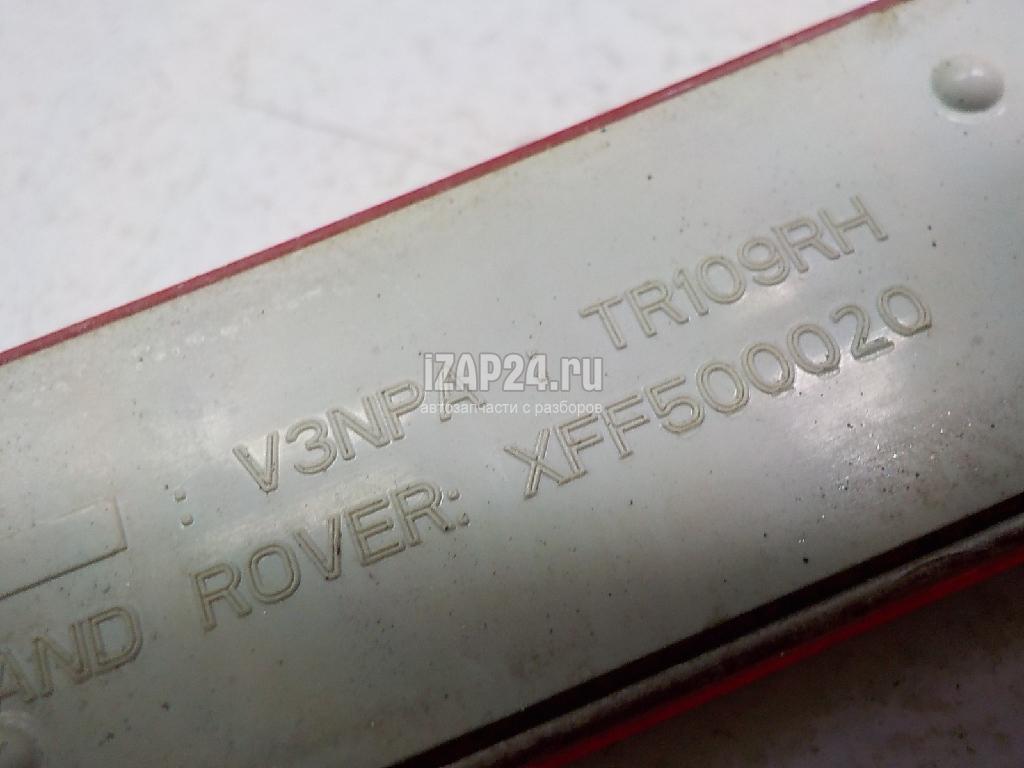 : V3NPA - TR109RH
AND ROVER: XFF500020
iZAP24.ru
автозапчасти с разборов